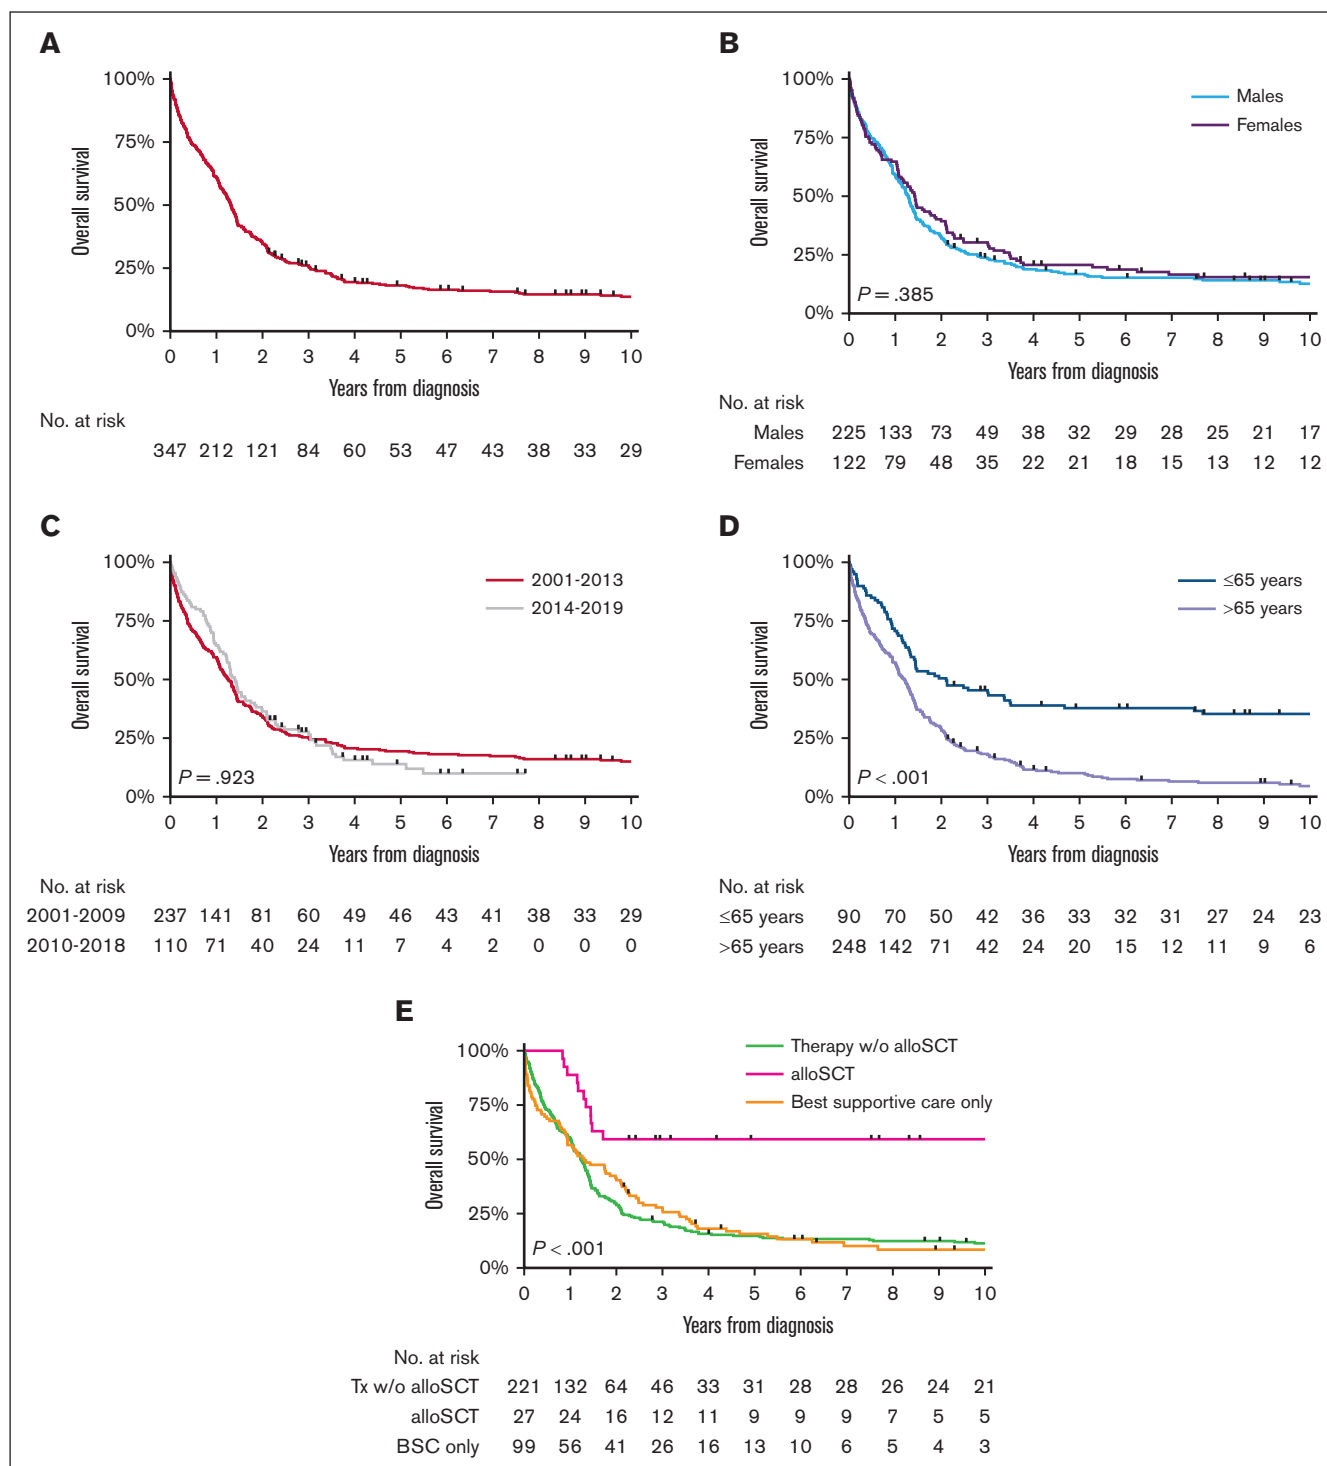 A
100%
75%
50%
25%
0%
Overall survival
0 1 2 3 4 5 6 7 8 9 10
Years from diagnosis
No. at risk
347 212 121 84 60 53 47 43 38 33 29
B
100%
75%
50%
25%
0%
Overall survival
Males
Females
P = .385
0 1 2 3 4 5 6 7 8 9 10
Years from diagnosis
No. at risk
Males 225 133 73 49 38 32 29 28 25 21 17
Females 122 79 48 35 22 21 18 15 13 12 12
C
100%
75%
50%
25%
0%
Overall survival
2001-2013
2014-2019
P = .923
0 1 2 3 4 5 6 7 8 9 10
Years from diagnosis
No. at risk
2001-2009 237 141 81 60 49 46 43 41 38 33 29
2010-2018 110 71 40 24 11 7 4 2 0 0 0
D
100%
75%
50%
25%
0%
Overall survival
≤65 years
>65 years
P < .001
0 1 2 3 4 5 6 7 8 9 10
Years from diagnosis
No. at risk
≤65 years 90 70 50 42 36 33 32 31 27 24 23
>65 years 248 142 71 42 24 20 15 12 11 9 6
E
100%
75%
50%
25%
0%
Overall survival
Therapy w/o alloSCT
alloSCT
Best supportive care only
P < .001
0 1 2 3 4 5 6 7 8 9 10
Years from diagnosis
No. at risk
Tx w/o alloSCT 221 132 64 46 33 31 28 28 26 24 21
alloSCT 27 24 16 12 11 9 9 9 7 5 5
BSC only 99 56 41 26 16 13 10 6 5 4 3